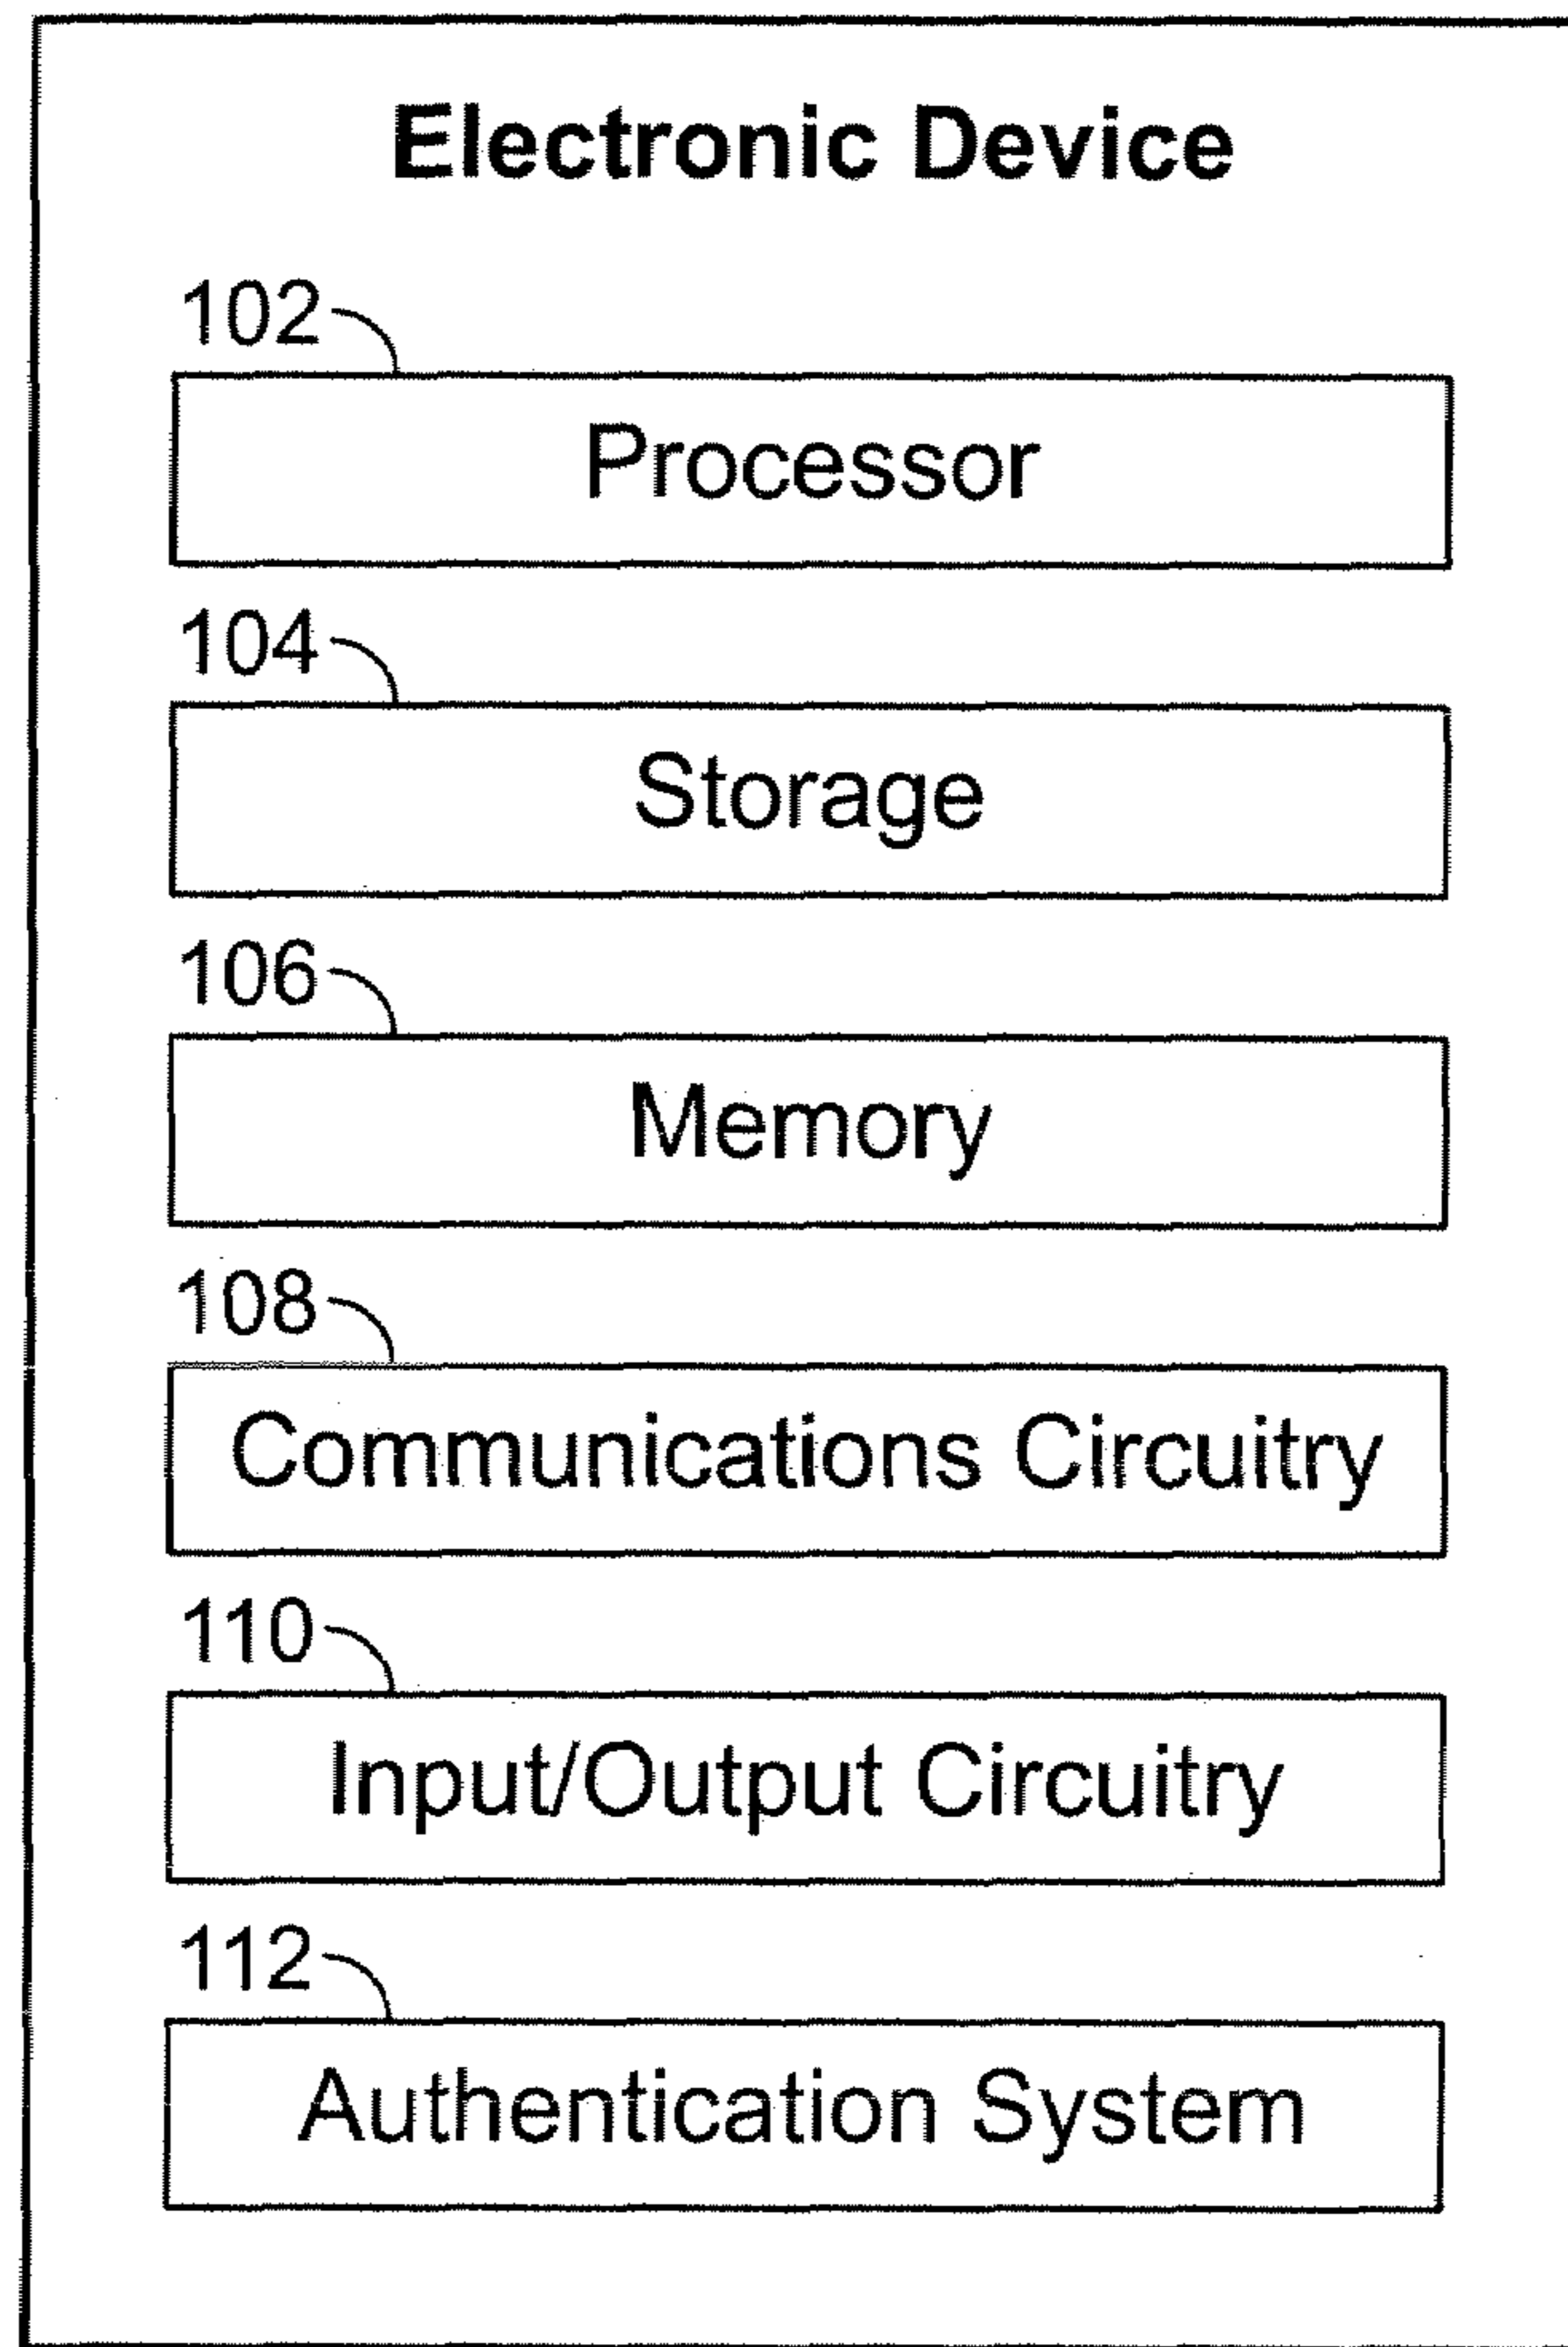 Electronic Device
102
Processor
104
Storage
106
Memory
108
Communications Circuitry
110
Input/Output Circuitry
112
Authentication System